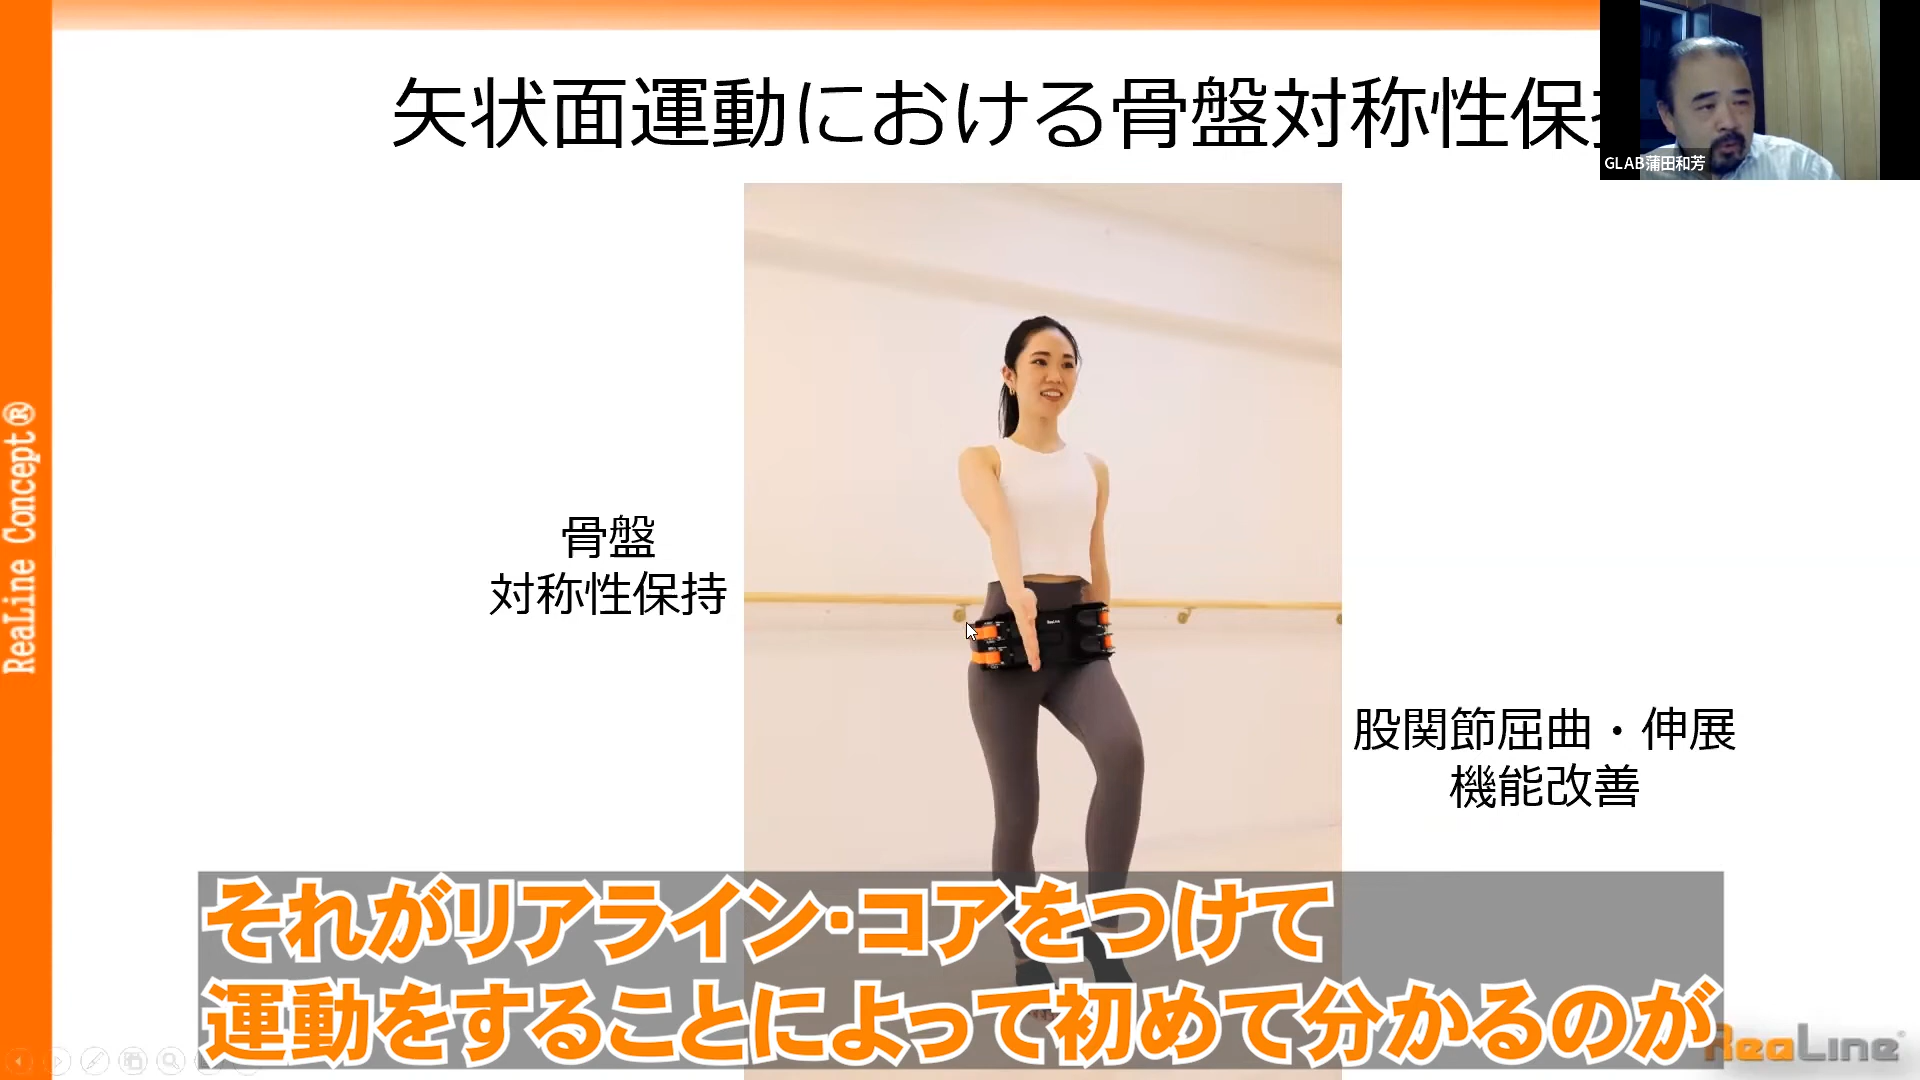 矢状面運動における骨盤対称性保
GLAB蒲田和芳
ReaLine Concept®
骨盤
対称性保持
股関節屈曲・伸展
機能改善
それがリアライン・コアをつけて
運動をすることによって初めて分かるのが
ReaLine